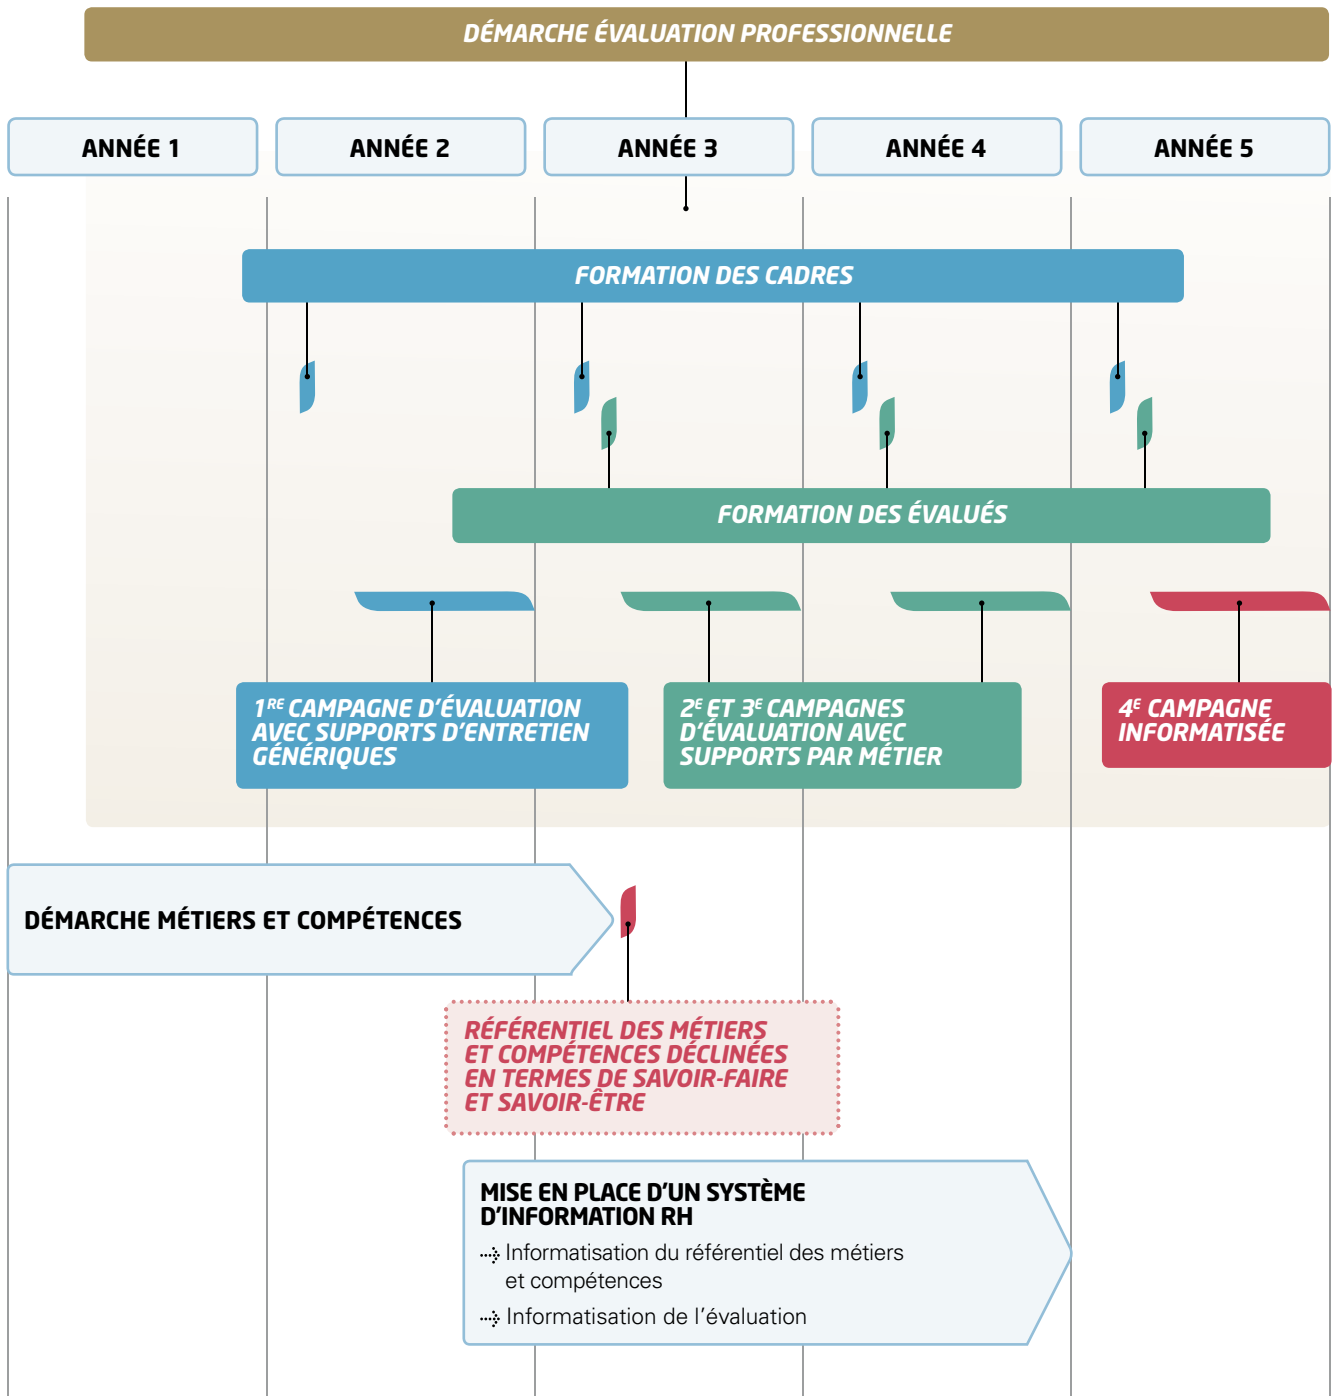 DÉMARCHE ÉVALUATION PROFESSIONNELLE
ANNÉE 1
ANNÉE 2
ANNÉE 3
ANNÉE 4
ANNÉE 5
FORMATION DES CADRES
FORMATION DES ÉVALUÉS
1RE CAMPAGNE D'ÉVALUATION
AVEC SUPPORTS D'ENTRETIEN
GÉNÉRIQUES
2E ET 3E CAMPAGNES
D'ÉVALUATION AVEC
SUPPORTS PAR MÉTIER
4E CAMPAGNE
INFORMATISÉE
DÉMARCHE MÉTIERS ET COMPÉTENCES
RÉFÉRENTIEL DES MÉTIERS
ET COMPÉTENCES DÉCLINÉES
EN TERMES DE SAVOIR-FAIRE
ET SAVOIR-ÊTRE
MISE EN PLACE D'UN SYSTÈME
D'INFORMATION RH
Informatisation du référentiel des métiers
et compétences
Informatisation de l'évaluation